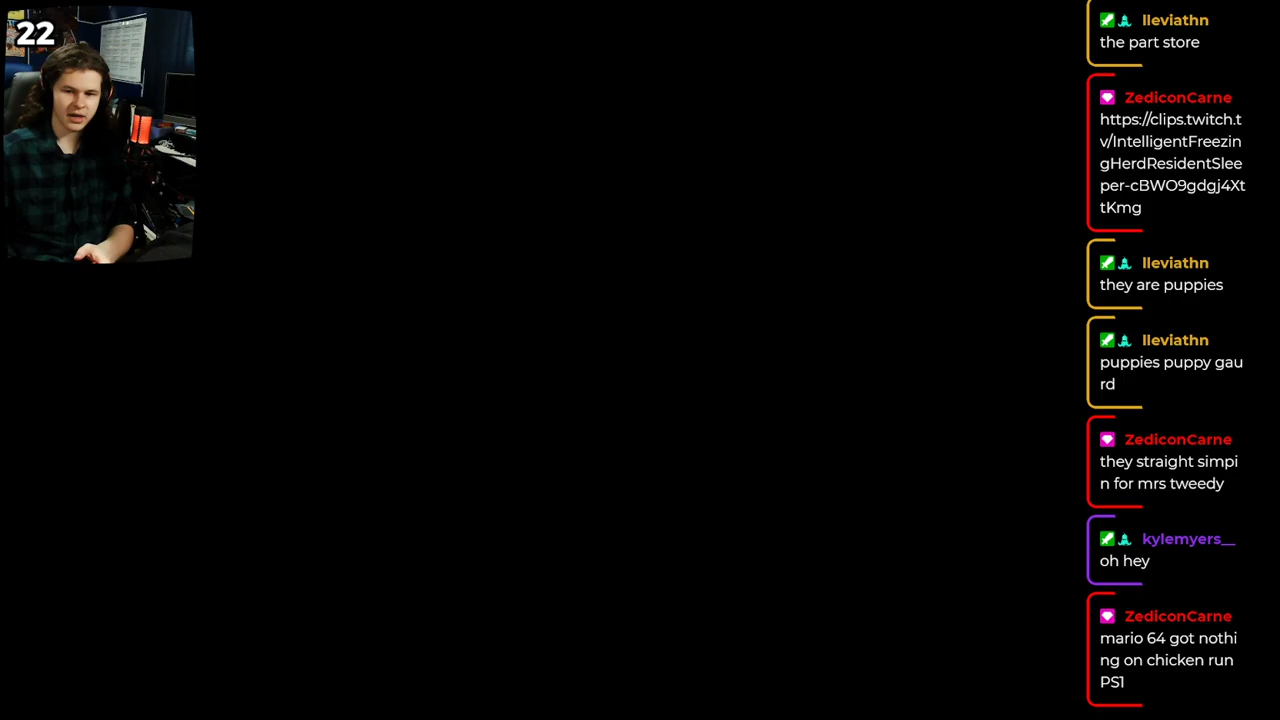 22
lleviathn
the part store
ZediconCarne
https://clips.twitch.t
v/IntelligentFreezin
gHerdResidentSlee
per-cBWO9gdgj4Xt
tKmg
lleviathn
they are puppies
lleviathn
puppies puppy gau
rd
ZediconCarne
they straight simpi
n for mrs tweedy
kylemyers__
oh hey
ZediconCarne
mario 64 got nothi
ng on chicken run
PS1